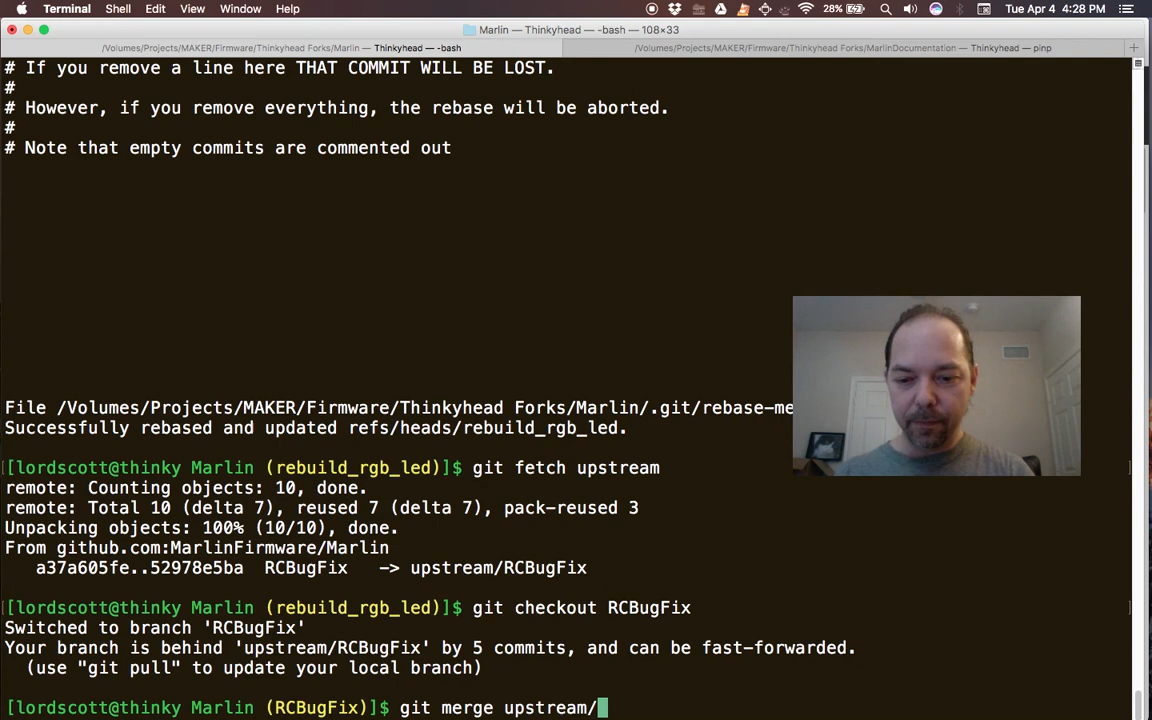 Terminal Shell Edit View Window Help 28% Tue Apr 4 4:28 PM
Marlin — Thinkyhead — -bash — 108×33
/Volumes/Projects/MAKER/Firmware/Thinkyhead Forks/Marlin — Thinkyhead — -bash
/Volumes/Projects/MAKER/Firmware/Thinkyhead Forks/MarlinDocumentation — Thinkyhead — pinp
# If you remove a line here THAT COMMIT WILL BE LOST.
#
# However, if you remove everything, the rebase will be aborted.
#
# Note that empty commits are commented out
File /Volumes/Projects/MAKER/Firmware/Thinkyhead Forks/Marlin/.git/rebase-me
Successfully rebased and updated refs/heads/rebuild_rgb_led.
[lordscott@thinky Marlin (rebuild_rgb_led)]$ git fetch upstream
remote: Counting objects: 10, done.
remote: Total 10 (delta 7), reused 7 (delta 7), pack-reused 3
Unpacking objects: 100% (10/10), done.
From github.com:MarlinFirmware/Marlin
a37a605fe..52978e5ba RCBugFix -> upstream/RCBugFix
[lordscott@thinky Marlin (rebuild_rgb_led)]$ git checkout RCBugFix
Switched to branch 'RCBugFix'
Your branch is behind 'upstream/RCBugFix' by 5 commits, and can be fast-forwarded.
(use "git pull" to update your local branch)
[lordscott@thinky Marlin (RCBugFix)]$ git merge upstream/